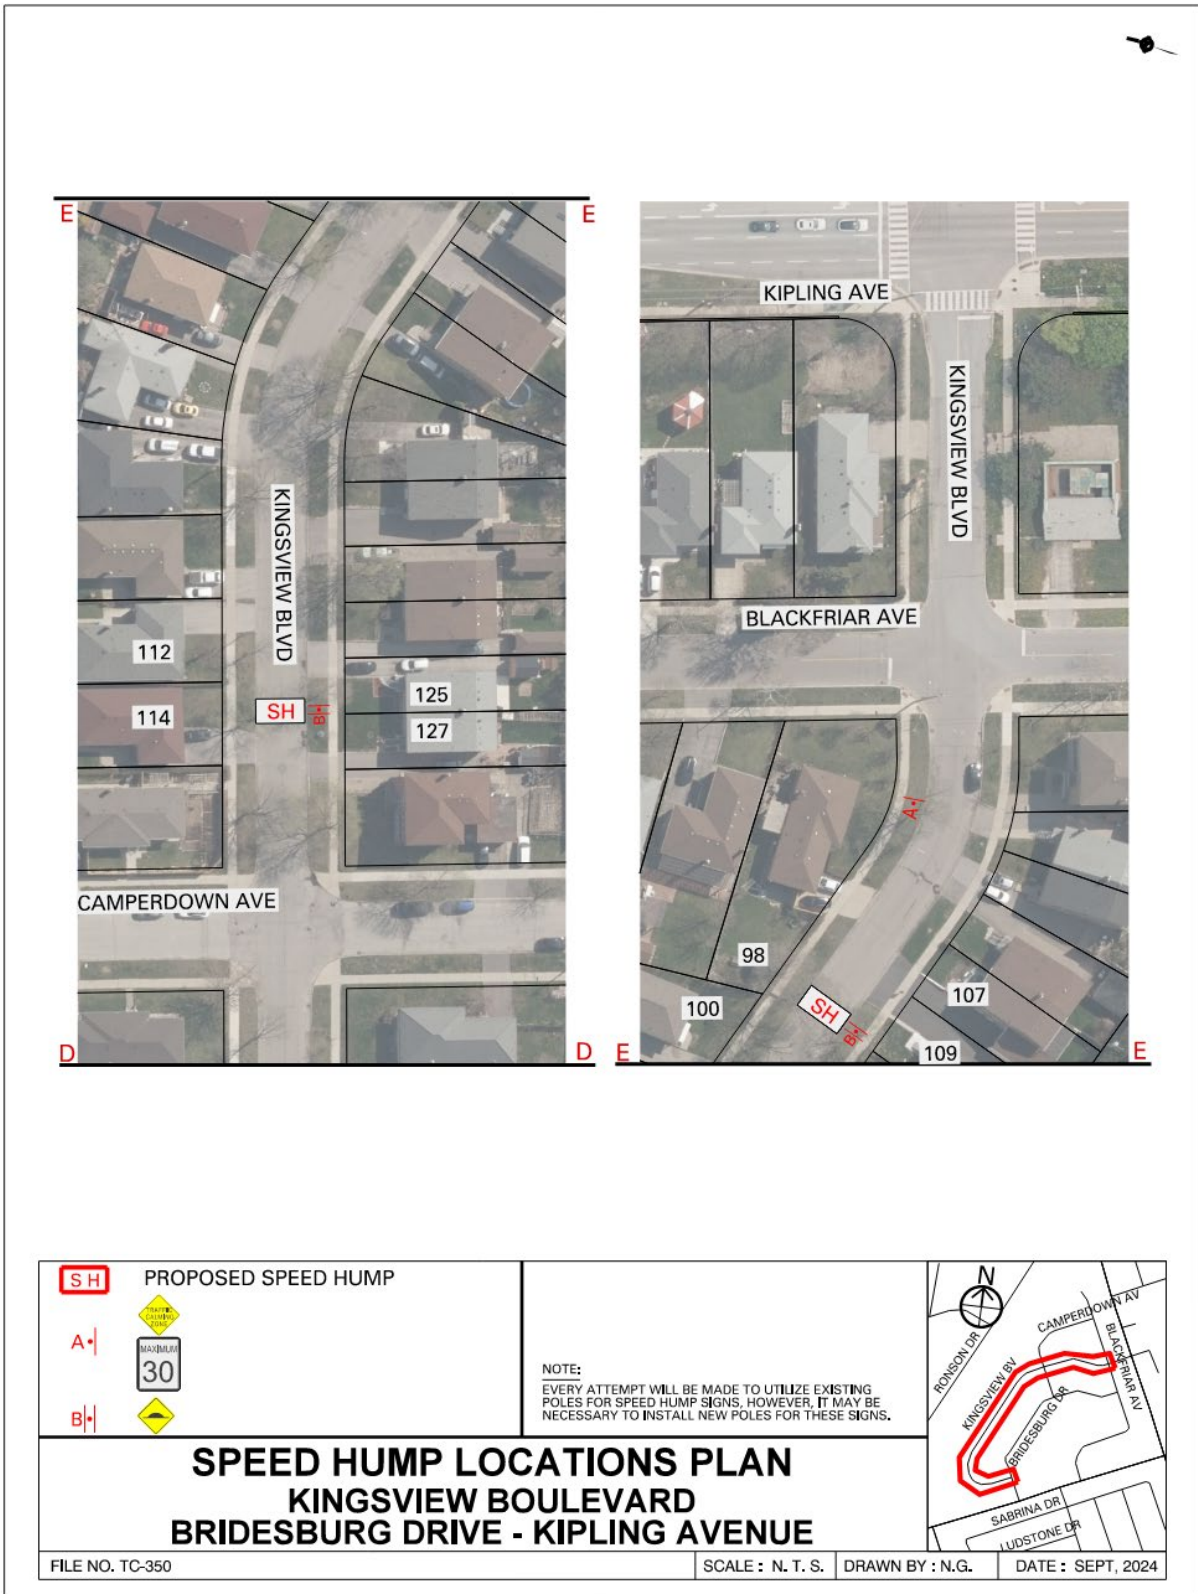 E
E
KINGSVIEW BLVD
112
125
114
SH
B
127
CAMPERDOWN AVE
D
D
KIPLING AVE
KINGSVIEW BLVD
BLACKFRIAR AVE
A
98
100
107
SH
B
109
E
E
SH PROPOSED SPEED HUMP
TRAFFIC
CALMING
ZONE
A
MAXIMUM
30
B
NOTE:
EVERY ATTEMPT WILL BE MADE TO UTILIZE EXISTING
POLES FOR SPEED HUMP SIGNS, HOWEVER, IT MAY BE
NECESSARY TO INSTALL NEW POLES FOR THESE SIGNS.
N
RONSON DR
CAMPERDOWN AV
BLACKFRIAR AV
KINGSVIEW BV
BRIDESBURG DR
SABRINA DR
LUDSTONE DR
SPEED HUMP LOCATIONS PLAN
KINGSVIEW BOULEVARD
BRIDESBURG DRIVE - KIPLING AVENUE
FILE NO. TC-350
SCALE : N. T. S.
DRAWN BY : N.G.
DATE : SEPT, 2024